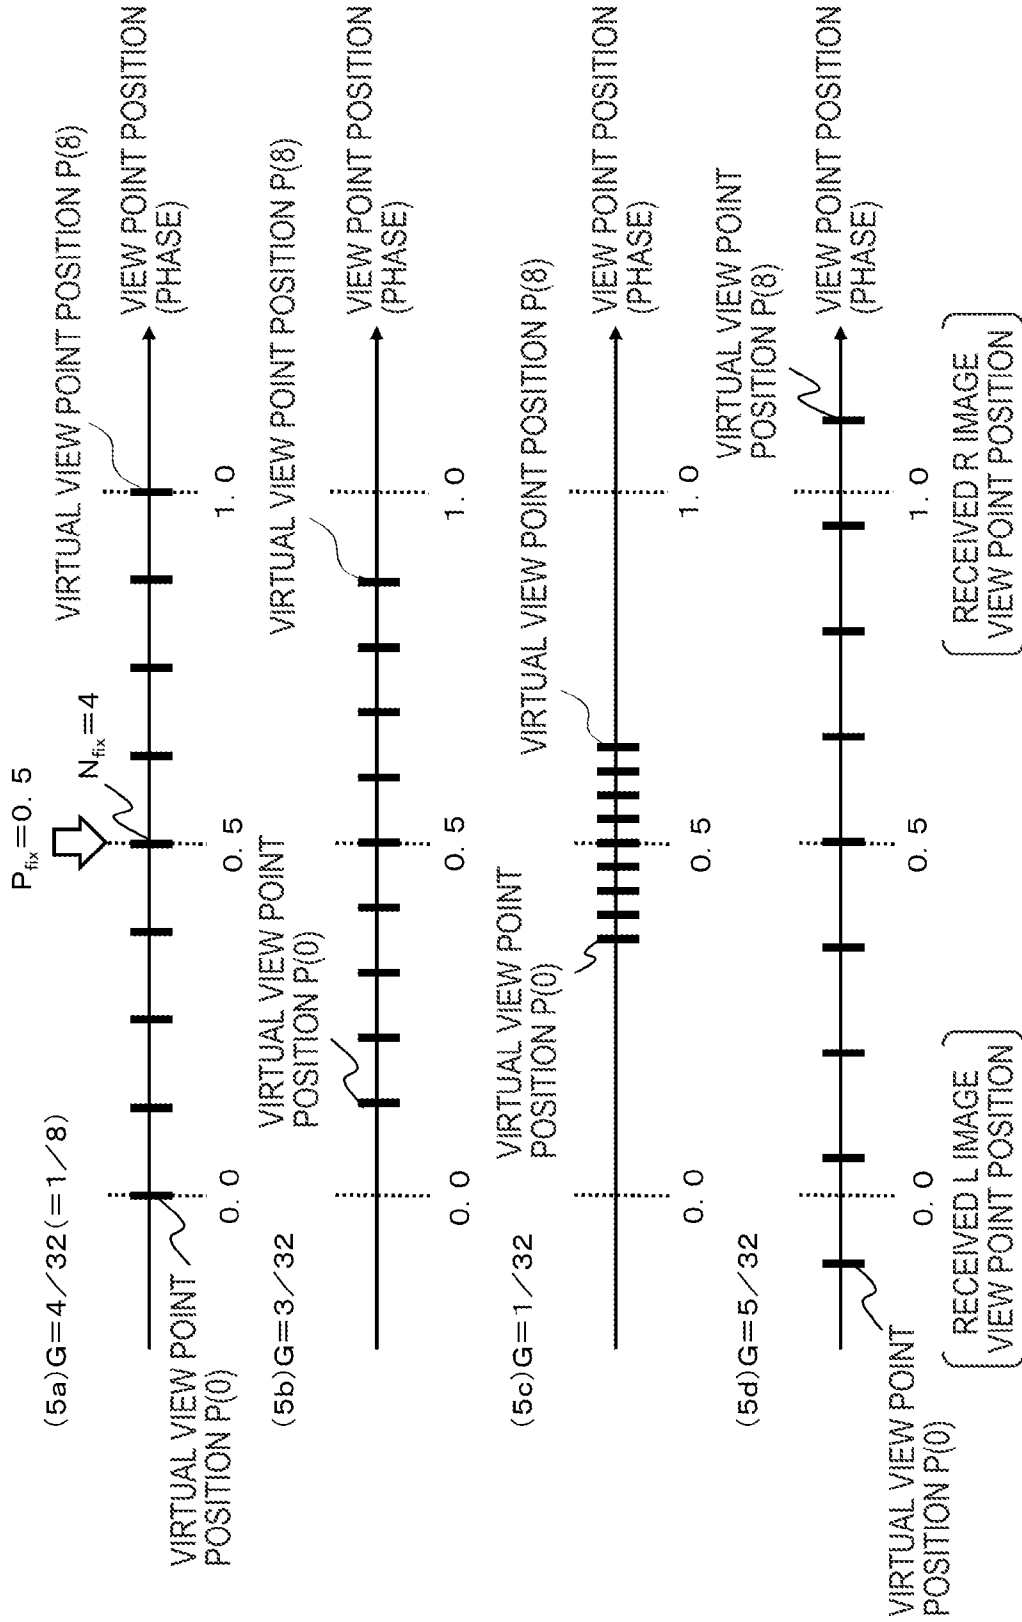 P_fix=0. 5
(5a)G=4/32(=1/8)
N_fix=4
VIRTUAL VIEW POINT POSITION P(8)
VIEW POINT POSITION
(PHASE)
0. 0
0. 5
1. 0
VIRTUAL VIEW POINT
POSITION P(0)
(5b)G=3/32
VIRTUAL VIEW POINT
POSITION P(0)
VIRTUAL VIEW POINT POSITION P(8)
VIEW POINT POSITION
(PHASE)
0. 0
0. 5
1. 0
(5c)G=1/32
VIRTUAL VIEW POINT
POSITION P(0)
VIRTUAL VIEW POINT POSITION P(8)
VIEW POINT POSITION
(PHASE)
0. 0
0. 5
1. 0
(5d)G=5/32
VIRTUAL VIEW POINT
POSITION P(8)
VIEW POINT POSITION
(PHASE)
0. 0
0. 5
1. 0
VIRTUAL VIEW POINT
POSITION P(0)
RECEIVED L IMAGE
VIEW POINT POSITION
RECEIVED R IMAGE
VIEW POINT POSITION